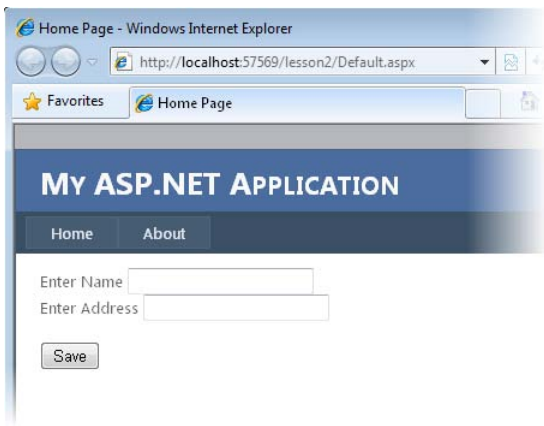 Home Page - Windows Internet Explorer
http://localhost:57569/lesson2/Default.aspx
Favorites
Home Page
MY ASP.NET APPLICATION
Home
About
Enter Name
Enter Address
Save